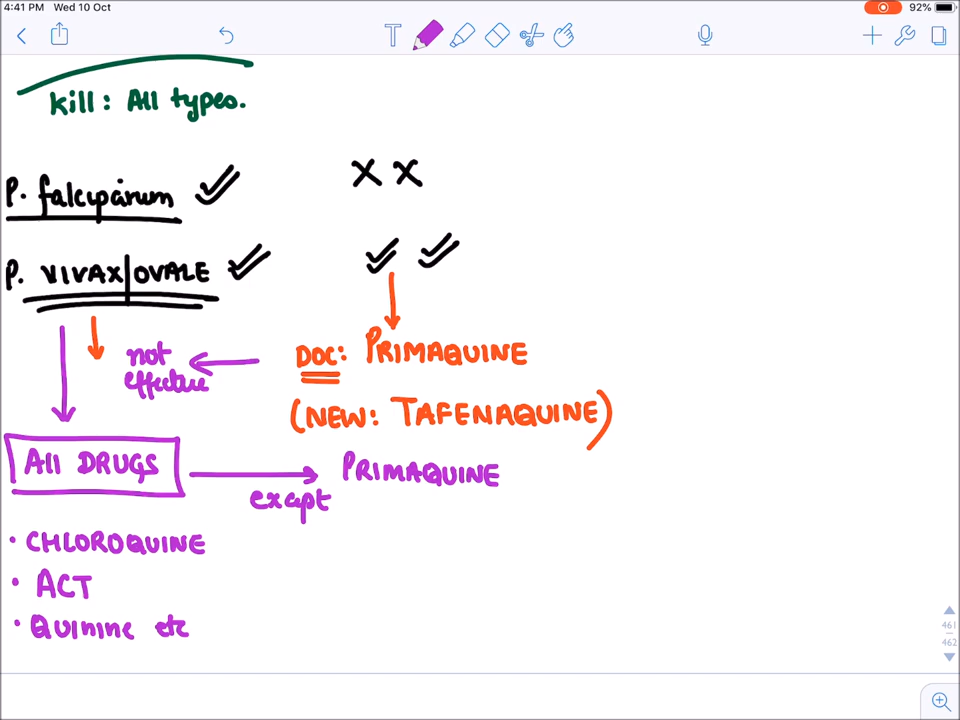 4:41 PM Wed 10 Oct
92%
T
Kill: All types.
P. falciparum
P. VIVAX|OVALE
not effective
DOC: PRIMAQUINE
(NEW: TAFENAQUINE)
All DRUGS
except
PRIMAQUINE
• CHLOROQUINE
• ACT
• Quinine etc
461
462